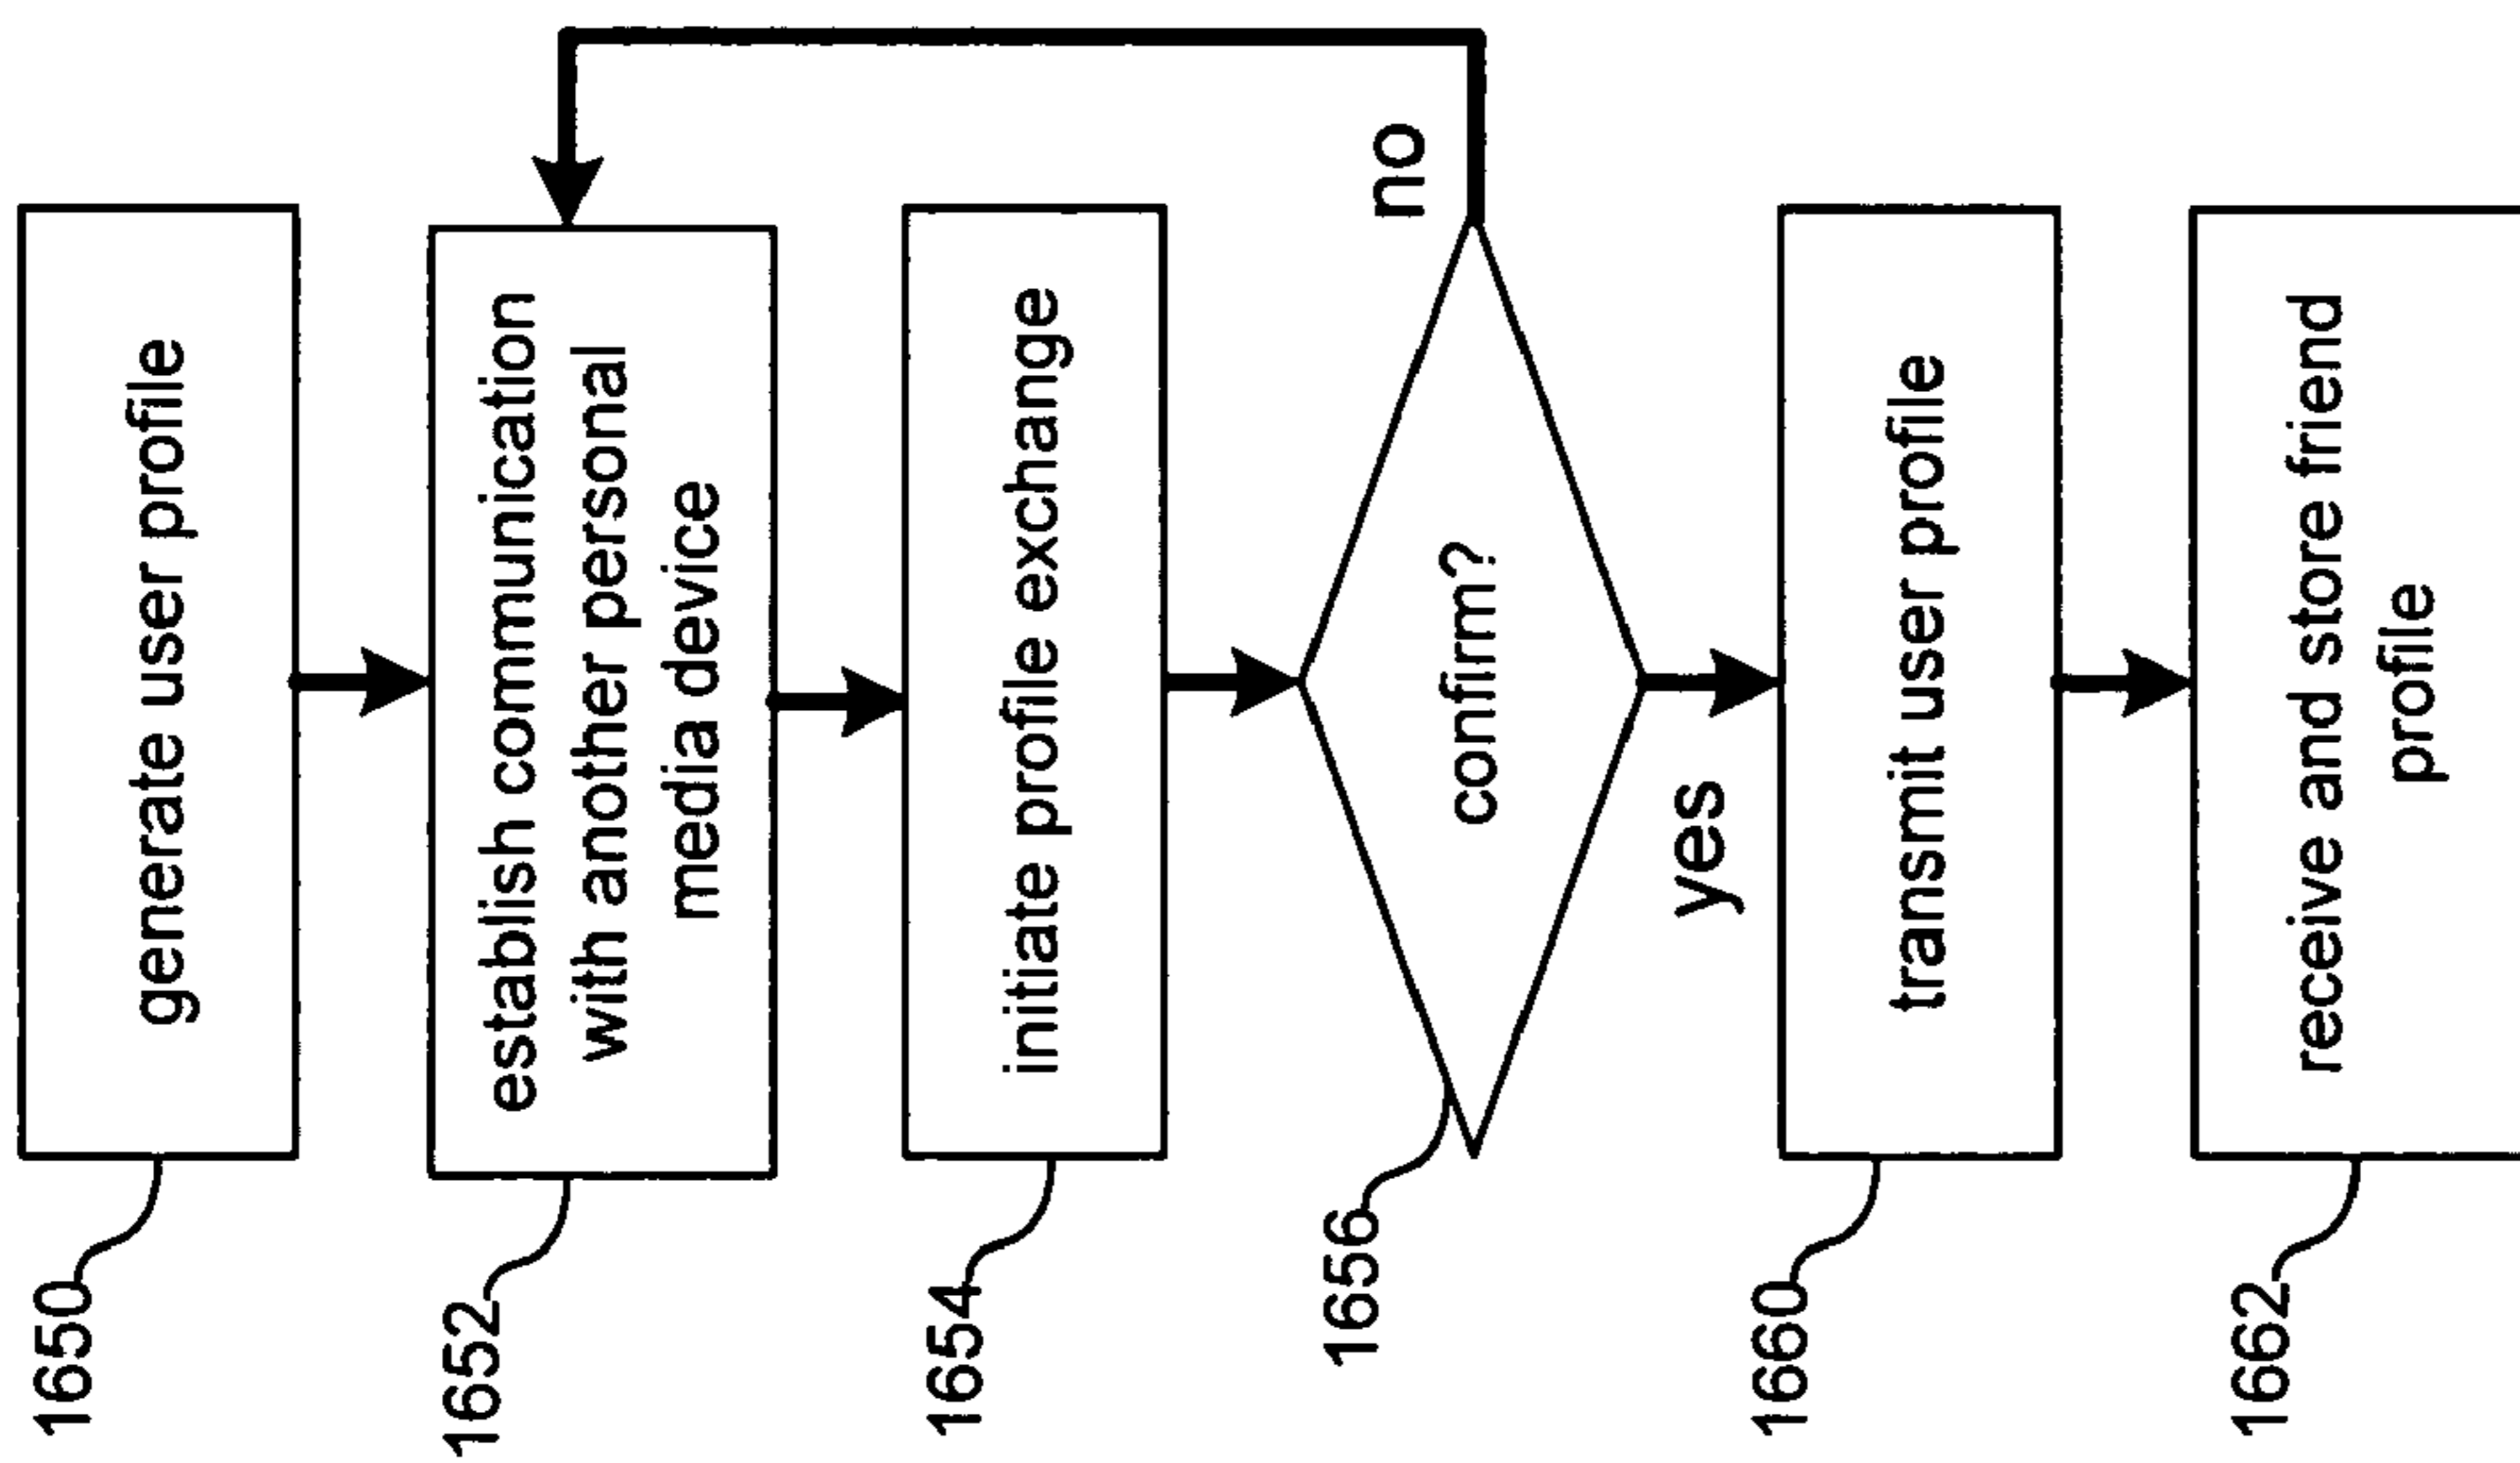 1650
generate user profile
1652
establish communication
with another personal
media device
1654
initiate profile exchange
1656
confirm?
no
yes
1660
transmit user profile
1662
receive and store friend
profile